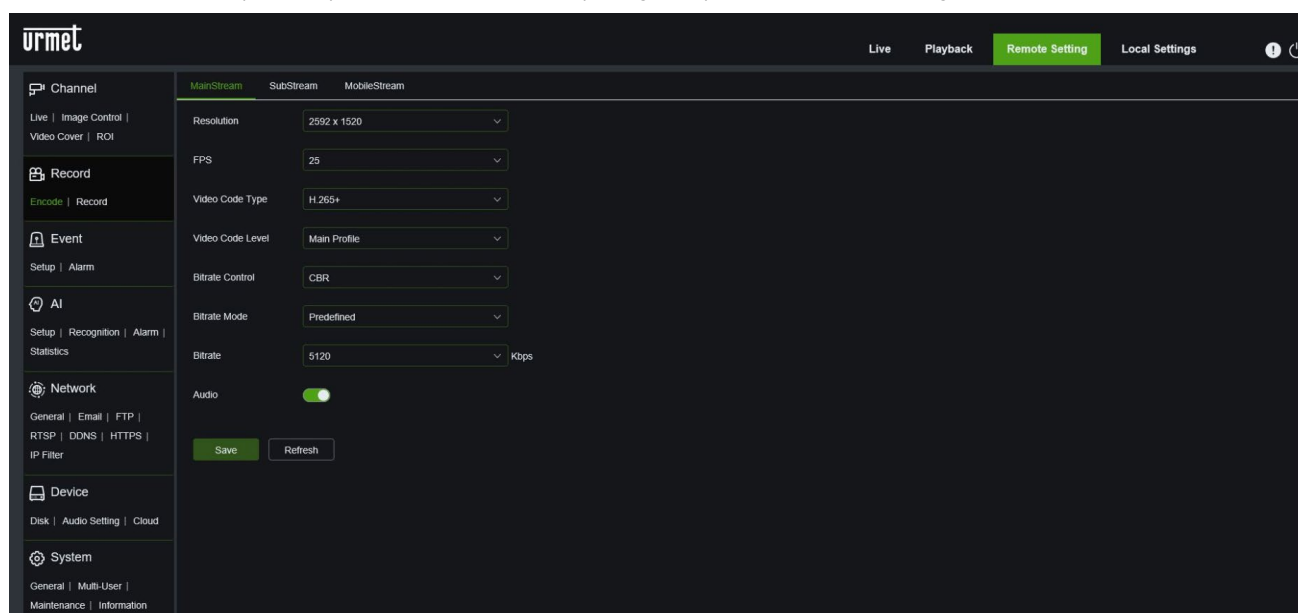 urmet
Live Playback Remote Setting Local Settings
Channel
Live | Image Control |
Video Cover | ROI
Record
Encode | Record
Event
Setup | Alarm
AI
Setup | Recognition | Alarm |
Statistics
Network
General | Email | FTP |
RTSP | DDNS | HTTPS |
IP Filter
Device
Disk | Audio Setting | Cloud
System
General | Multi-User |
Maintenance | Information
MainStream SubStream MobileStream
Resolution 2592 x 1520
FPS 25
Video Code Type H.265+
Video Code Level Main Profile
Bitrate Control CBR
Bitrate Mode Predefined
Bitrate 5120 Kbps
Audio
Save Refresh